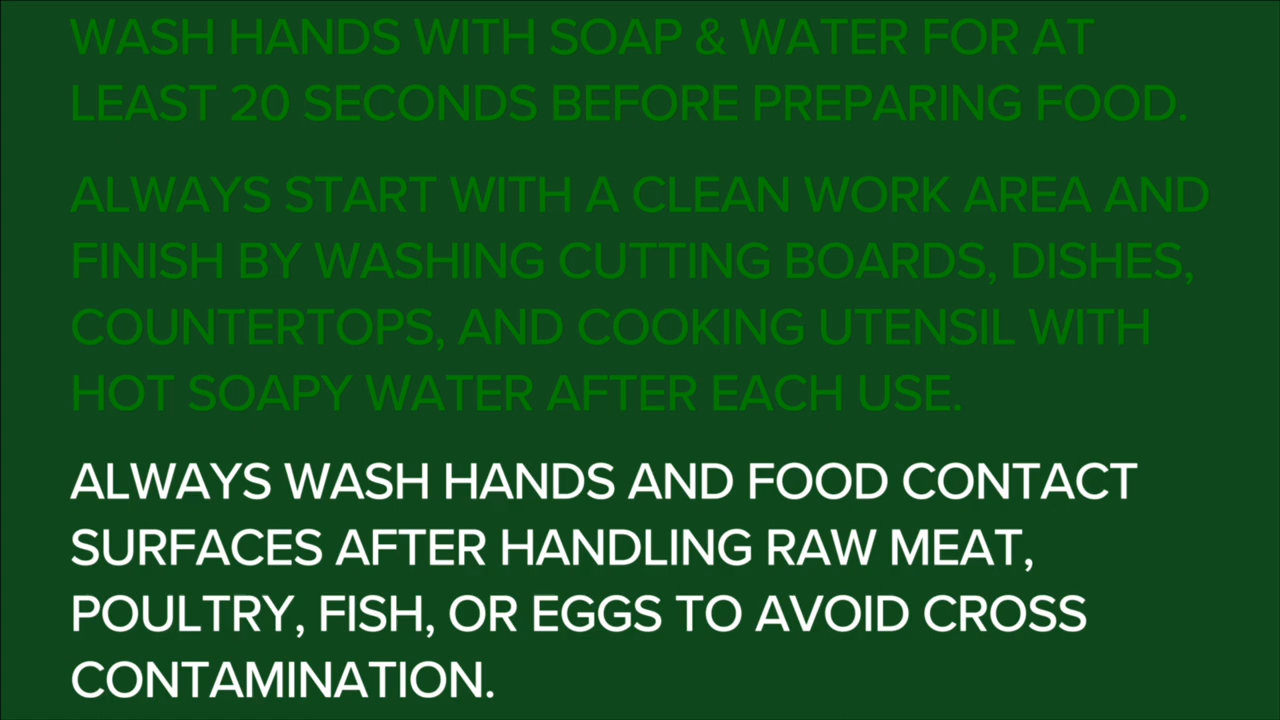 WASH HANDS WITH SOAP & WATER FOR AT
LEAST 20 SECONDS BEFORE PREPARING FOOD.
ALWAYS START WITH A CLEAN WORK AREA AND
FINISH BY WASHING CUTTING BOARDS, DISHES,
COUNTERTOPS, AND COOKING UTENSIL WITH
HOT SOAPY WATER AFTER EACH USE.
ALWAYS WASH HANDS AND FOOD CONTACT
SURFACES AFTER HANDLING RAW MEAT,
POULTRY, FISH, OR EGGS TO AVOID CROSS
CONTAMINATION.